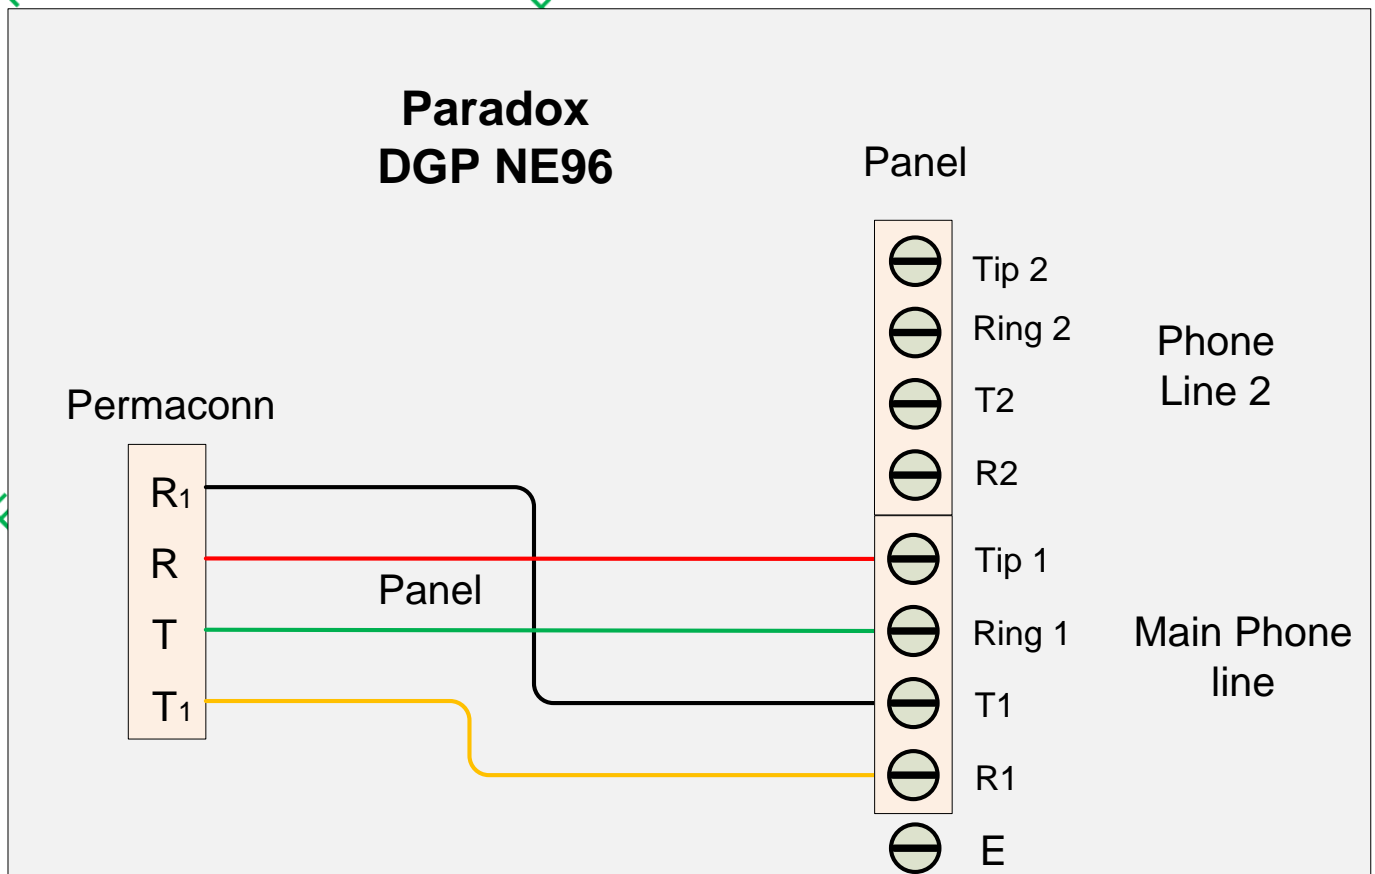 Paradox
DGP NE96
Panel
Tip 2
Ring 2
T2
R2
Phone
Line 2
Permaconn
R1
R
T
T1
Panel
Tip 1
Ring 1
T1
R1
Main Phone
line
E